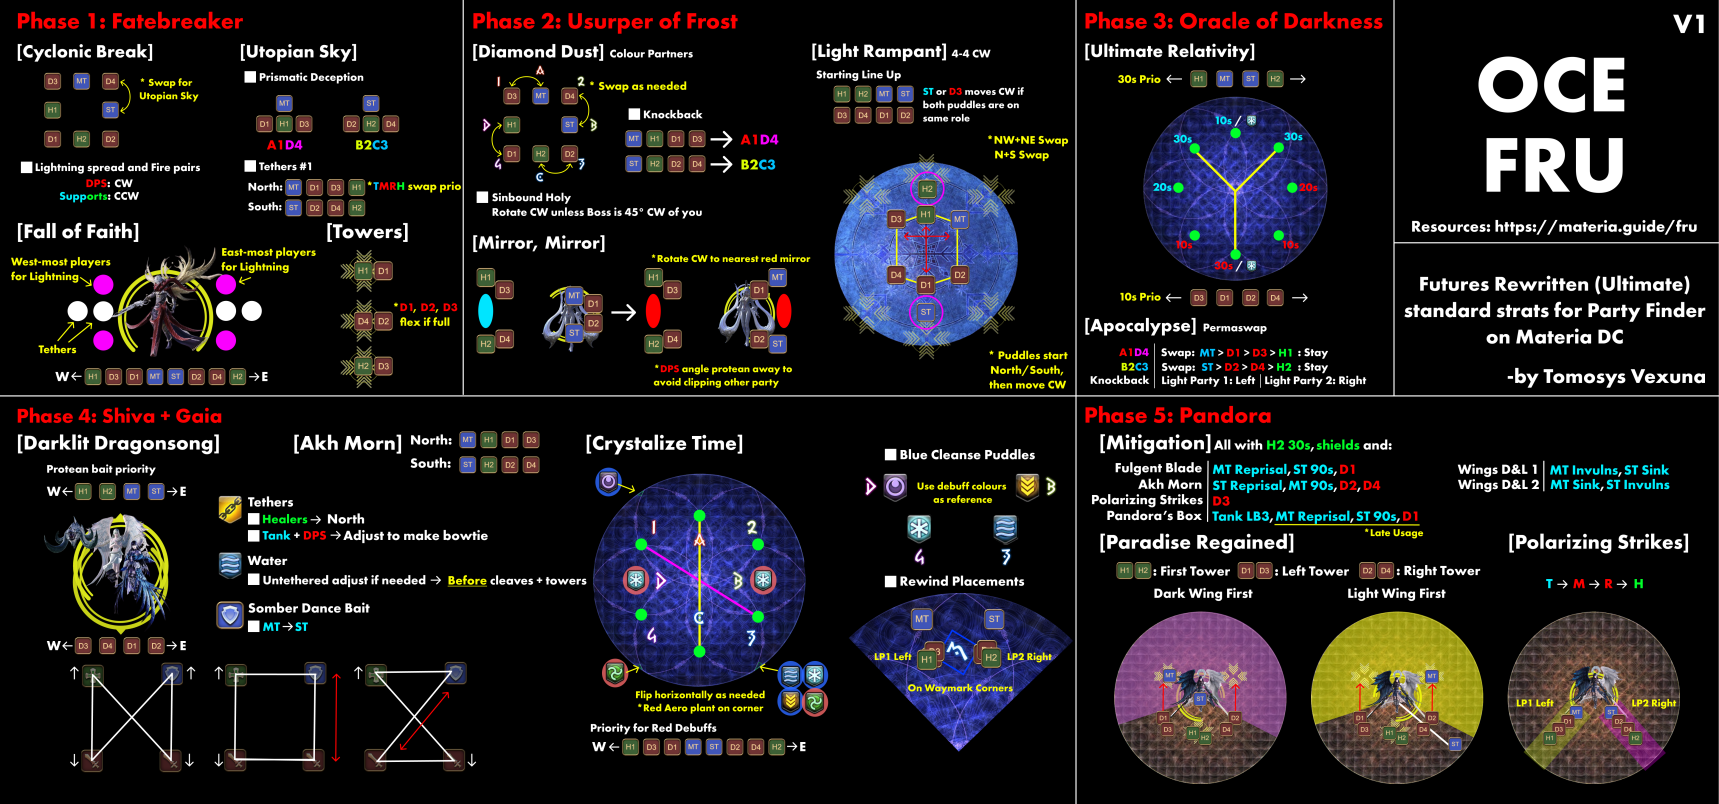 Phase 1: Fatebreaker
[Cyclonic Break]
D3 MT D4
H1 ST
D1 H2 D2
* Swap for
Utopian Sky
Lightning spread and Fire pairs
DPS: CW
Supports: CCW
[Utopian Sky]
Prismatic Deception
MT ST
D1 H1 D3 D2 H2 D4
A1D4 B2C3
Tethers #1
North: MT D1 D3 H1 *TMRH swap prio
South: ST D2 D4 H2
[Fall of Faith]
West-most players
for Lightning
East-most players
for Lightning
Tethers
W← H1 D3 D1 MT ST D2 D4 H2 →E
[Towers]
H1 D1
D4 D2
H2 D3
*D1, D2, D3
flex if full
Phase 2: Usurper of Frost
[Diamond Dust] Colour Partners
1 A 2
D3 MT D4
D H1 ST B
D1 H2 D2
4 C 3
* Swap as needed
Knockback
MT H1 D1 D3 → A1D4
ST H2 D2 D4 → B2C3
Sinbound Holy
Rotate CW unless Boss is 45° CW of you
[Mirror, Mirror]
*Rotate CW to nearest red mirror
H1 D3 MT D1 H1 D3 D1 MT
H2 D4 ST D2 H2 D4 D2 ST
*DPS angle protean away to
avoid clipping other party
[Light Rampant] 4-4 CW
Starting Line Up
H1 H2 MT ST
D3 D4 D1 D2
ST or D3 moves CW if
both puddles are on
same role
*NW+NE Swap
N+S Swap
H2
D3 H1 MT
D4 D1 D2
ST
* Puddles start
North/South,
then move CW
Phase 3: Oracle of Darkness
[Ultimate Relativity]
30s Prio ← H1 MT ST H2 →
10s /
30s 30s
20s 20s
10s 10s
30s /
10s Prio ← D3 D1 D2 D4 →
[Apocalypse] Permaswap
A1D4 Swap: MT > D1 > D3 > H1 : Stay
B2C3 Swap: ST > D2 > D4 > H2 : Stay
Knockback Light Party 1: Left Light Party 2: Right
V1
OCE
FRU
Resources: https://materia.guide/fru
Futures Rewritten (Ultimate)
standard strats for Party Finder
on Materia DC
-by Tomosys Vexuna
Phase 4: Shiva + Gaia
[Darklit Dragonsong]
Protean bait priority
W← H1 H2 MT ST →E
W← D3 D4 D1 D2 →E
[Akh Morn]
North: MT H1 D1 D3
South: ST H2 D2 D4
Tethers
Healers → North
Tank + DPS → Adjust to make bowtie
Water
Untethered adjust if needed → Before cleaves + towers
Somber Dance Bait
MT → ST
[Crystalize Time]
1 A 2
D B
4 C 3
Flip horizontally as needed
*Red Aero plant on corner
Priority for Red Debuffs
W← H1 D3 D1 MT ST D2 D4 H2 →E
Blue Cleanse Puddles
D B
Use debuff colours
as reference
4 3
Rewind Placements
MT ST
LP1 Left H1 H2 LP2 Right
On Waymark Corners
Phase 5: Pandora
[Mitigation] All with H2 30s, shields and:
Fulgent Blade MT Reprisal, ST 90s, D1
Akh Morn ST Reprisal, MT 90s, D2, D4
Polarizing Strikes D3
Pandora's Box Tank LB3, MT Reprisal, ST 90s, D1
*Late Usage
Wings D&L 1 MT Invulns, ST Sink
Wings D&L 2 MT Sink, ST Invulns
[Paradise Regained]
H1 H2 : First Tower D1 D3 : Left Tower D2 D4 : Right Tower
Dark Wing First
MT
ST
D1 D2
D3 H1 H2 D4
Light Wing First
MT
D1 D2
D3 H1 H2 D4
ST
[Polarizing Strikes]
T → M → R → H
LP1 Left LP2 Right
MT ST
D1 D2
D3 D4
H1 H2